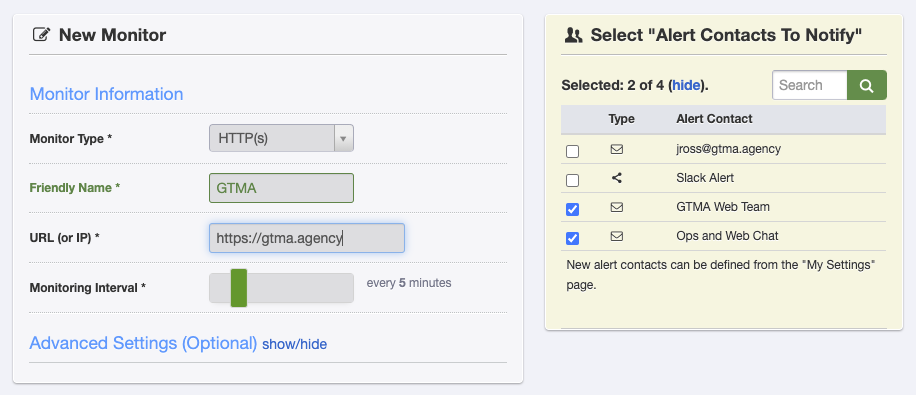 New Monitor
Monitor Information
Monitor Type * HTTP(s)
Friendly Name * GTMA
URL (or IP) * https://gtma.agency
Monitoring Interval * every 5 minutes
Advanced Settings (Optional) show/hide
Select "Alert Contacts To Notify"
Selected: 2 of 4 (hide). Search
Type Alert Contact
jross@gtma.agency
Slack Alert
GTMA Web Team
Ops and Web Chat
New alert contacts can be defined from the "My Settings"
page.